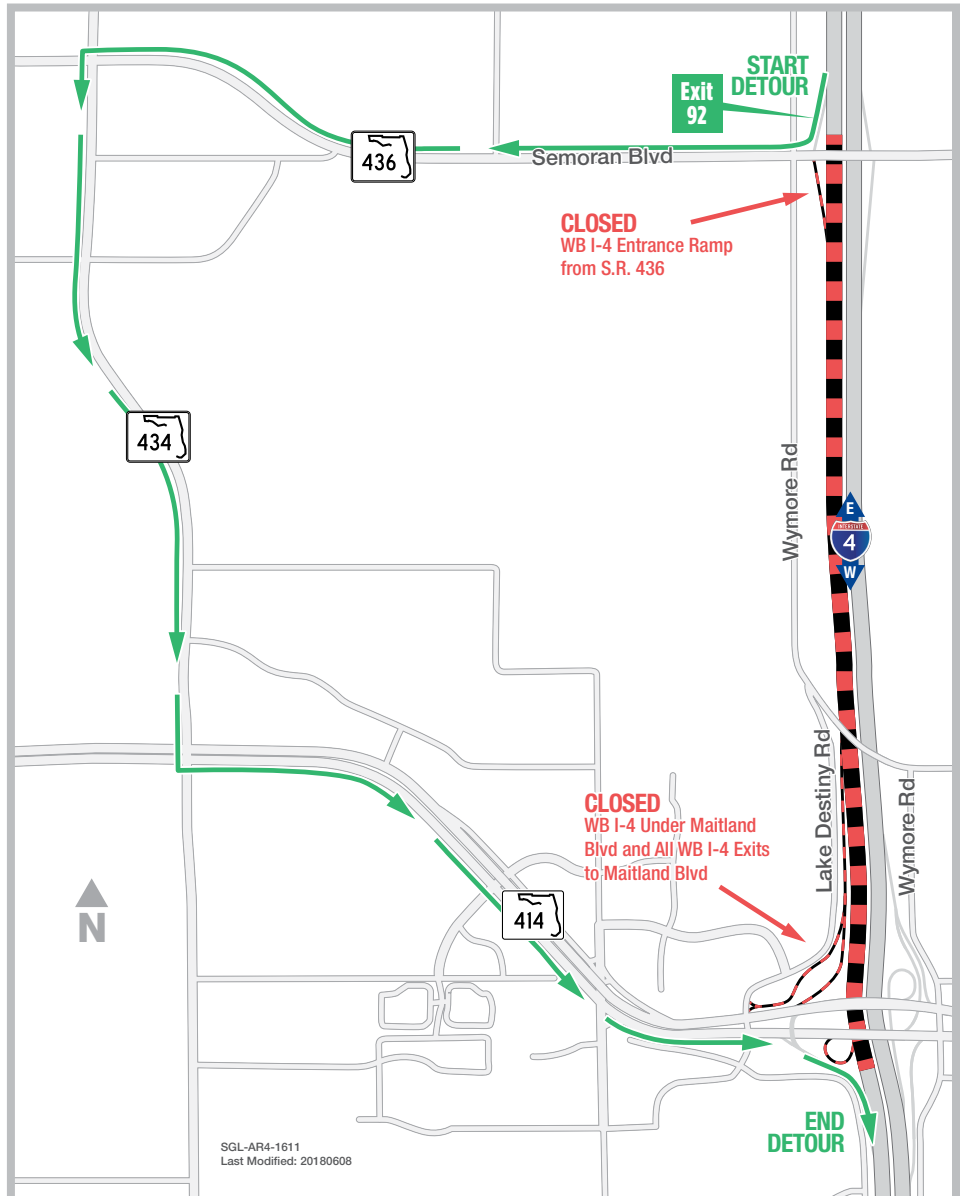 START
DETOUR
Exit
92
436
Semoran Blvd
CLOSED
WB I-4 Entrance Ramp
from S.R. 436
434
Wymore Rd
E
INTERSTATE
4
W
Lake Destiny Rd
Wymore Rd
CLOSED
WB I-4 Under Maitland
Blvd and All WB I-4 Exits
to Maitland Blvd
N
414
END
DETOUR
SGL-AR4-1611
Last Modified: 20180608